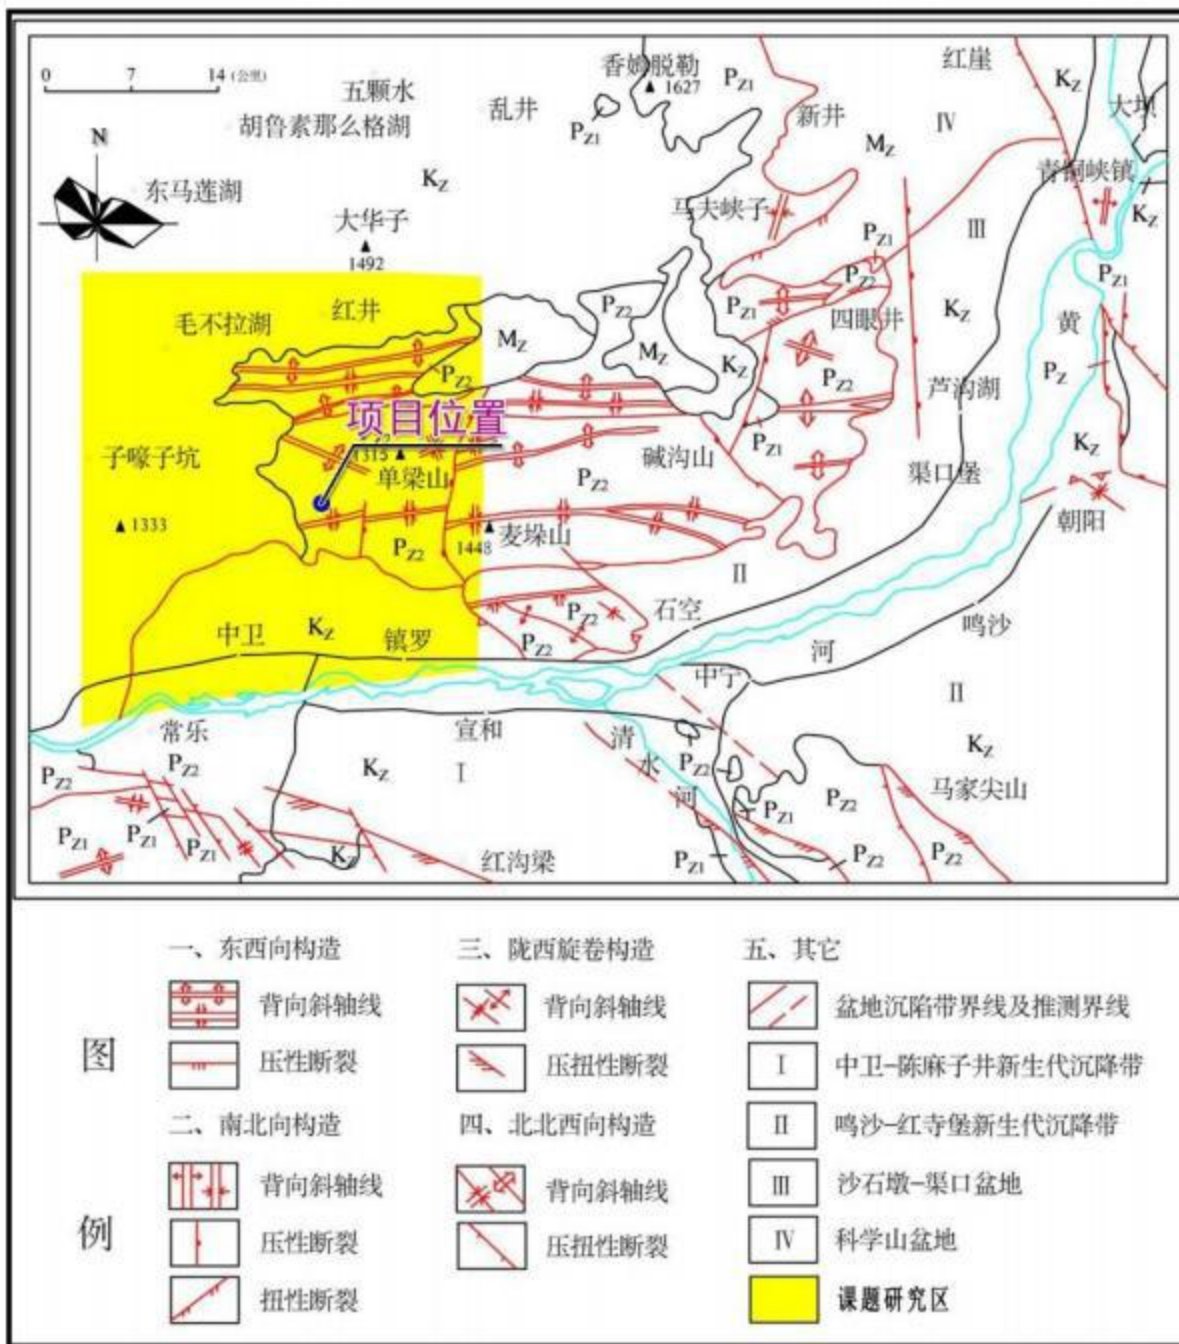 0 7 14 (公里)
香姆脱勒
1627
PZ1
红崖
KZ
大坝
五颗水
乱井
胡鲁素那么格湖
PZ1
新井
IV
MZ
N
KZ
青铜峡镇
东马莲湖
马夫峡子
KZ
大华子
1492
PZ1
III
PZ2
PZ1
毛不拉湖
红井
PZ2
PZ1
四眼井
KZ
黄
MZ
MZ
KZ
PZ2
PZ2
芦沟湖
PZ
项目位置
1315
PZ1
KZ
子嚎子坑
单梁山
碱沟山
PZ2
渠口堡
1333
1448
麦垛山
朝阳
PZ2
II
石空
PZ2
PZ2
中卫
KZ
镇罗
鸣沙
河
中宁
II
常乐
宣和
清
水
河
KZ
PZ2
PZ2
KZ
I
PZ2
PZ2
马家尖山
PZ1
PZ1
PZ1
PZ1
KZ
红沟梁
PZ1
PZ2
PZ2
图
例
一、东西向构造
背向斜轴线
压性断裂
二、南北向构造
背向斜轴线
压性断裂
扭性断裂
三、陇西旋卷构造
背向斜轴线
压扭性断裂
四、北北西向构造
背向斜轴线
压扭性断裂
五、其它
盆地沉陷带界线及推测界线
I 中卫-陈麻子井新生代沉降带
II 鸣沙-红寺堡新生代沉降带
III 沙石墩-渠口盆地
IV 科学山盆地
课题研究区